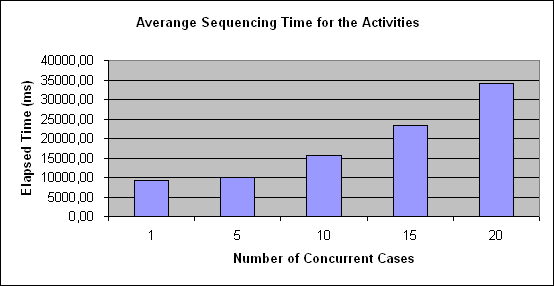 Averange Sequencing Time for the Activities
40000,00
35000,00
30000,00
25000,00
20000,00
15000,00
10000,00
5000,00
0,00
Elapsed Time (ms)
1 5 10 15 20
Number of Concurrent Cases